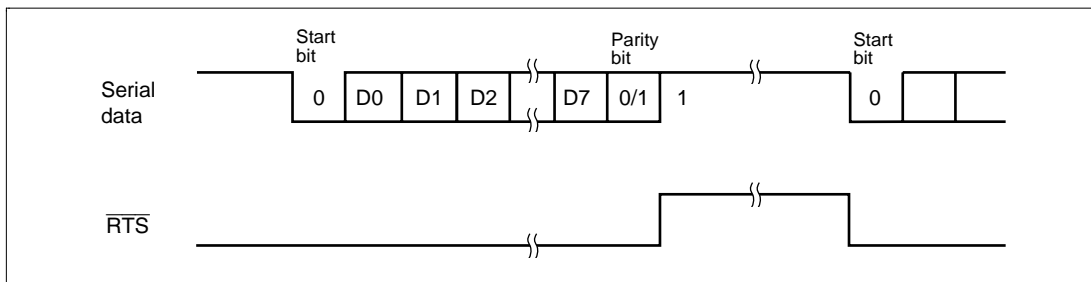 Start
bit
Parity
bit
Start
bit
Serial
data
0 D0 D1 D2 D7 0/1 1 0
RTS